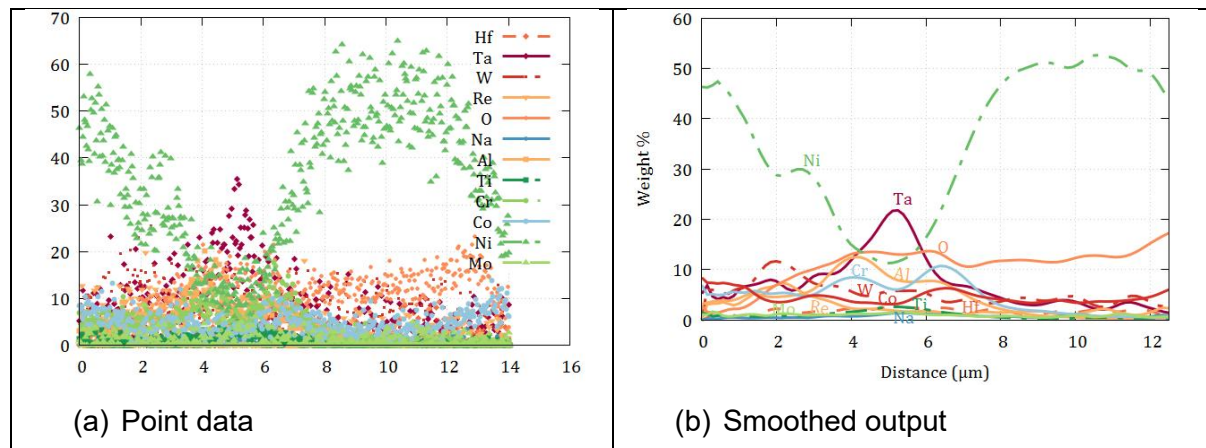 70
60
50
40
30
20
10
0
0 2 4 6 8 10 12 14 16
Hf
Ta
W
Re
O
Na
Al
Ti
Cr
Co
Ni
Mo
(a) Point data
60
50
40
30
20
10
0
Weight %
Ni
Ta
O
Cr
Al
W
Co
Ti
Mo
Re
Hf
Na
0 2 4 6 8 10 12
Distance (μm)
(b) Smoothed output